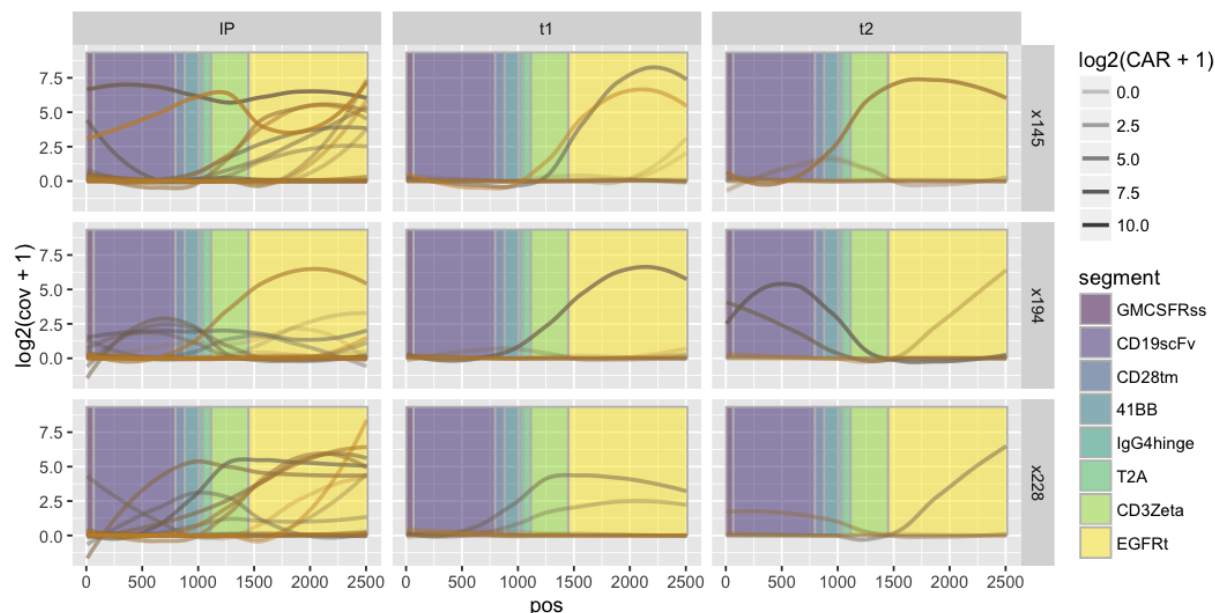 IP
t1
t2
7.5
5.0
2.5
0.0
x145
7.5
5.0
2.5
0.0
x194
7.5
5.0
2.5
0.0
x228
log2(cov + 1)
0 500 1000 1500 2000 2500
0 500 1000 1500 2000 2500
0 500 1000 1500 2000 2500
pos
log2(CAR + 1)
0.0
2.5
5.0
7.5
10.0
segment
GMCSFRss
CD19scFv
CD28tm
41BB
IgG4hinge
T2A
CD3Zeta
EGFRt